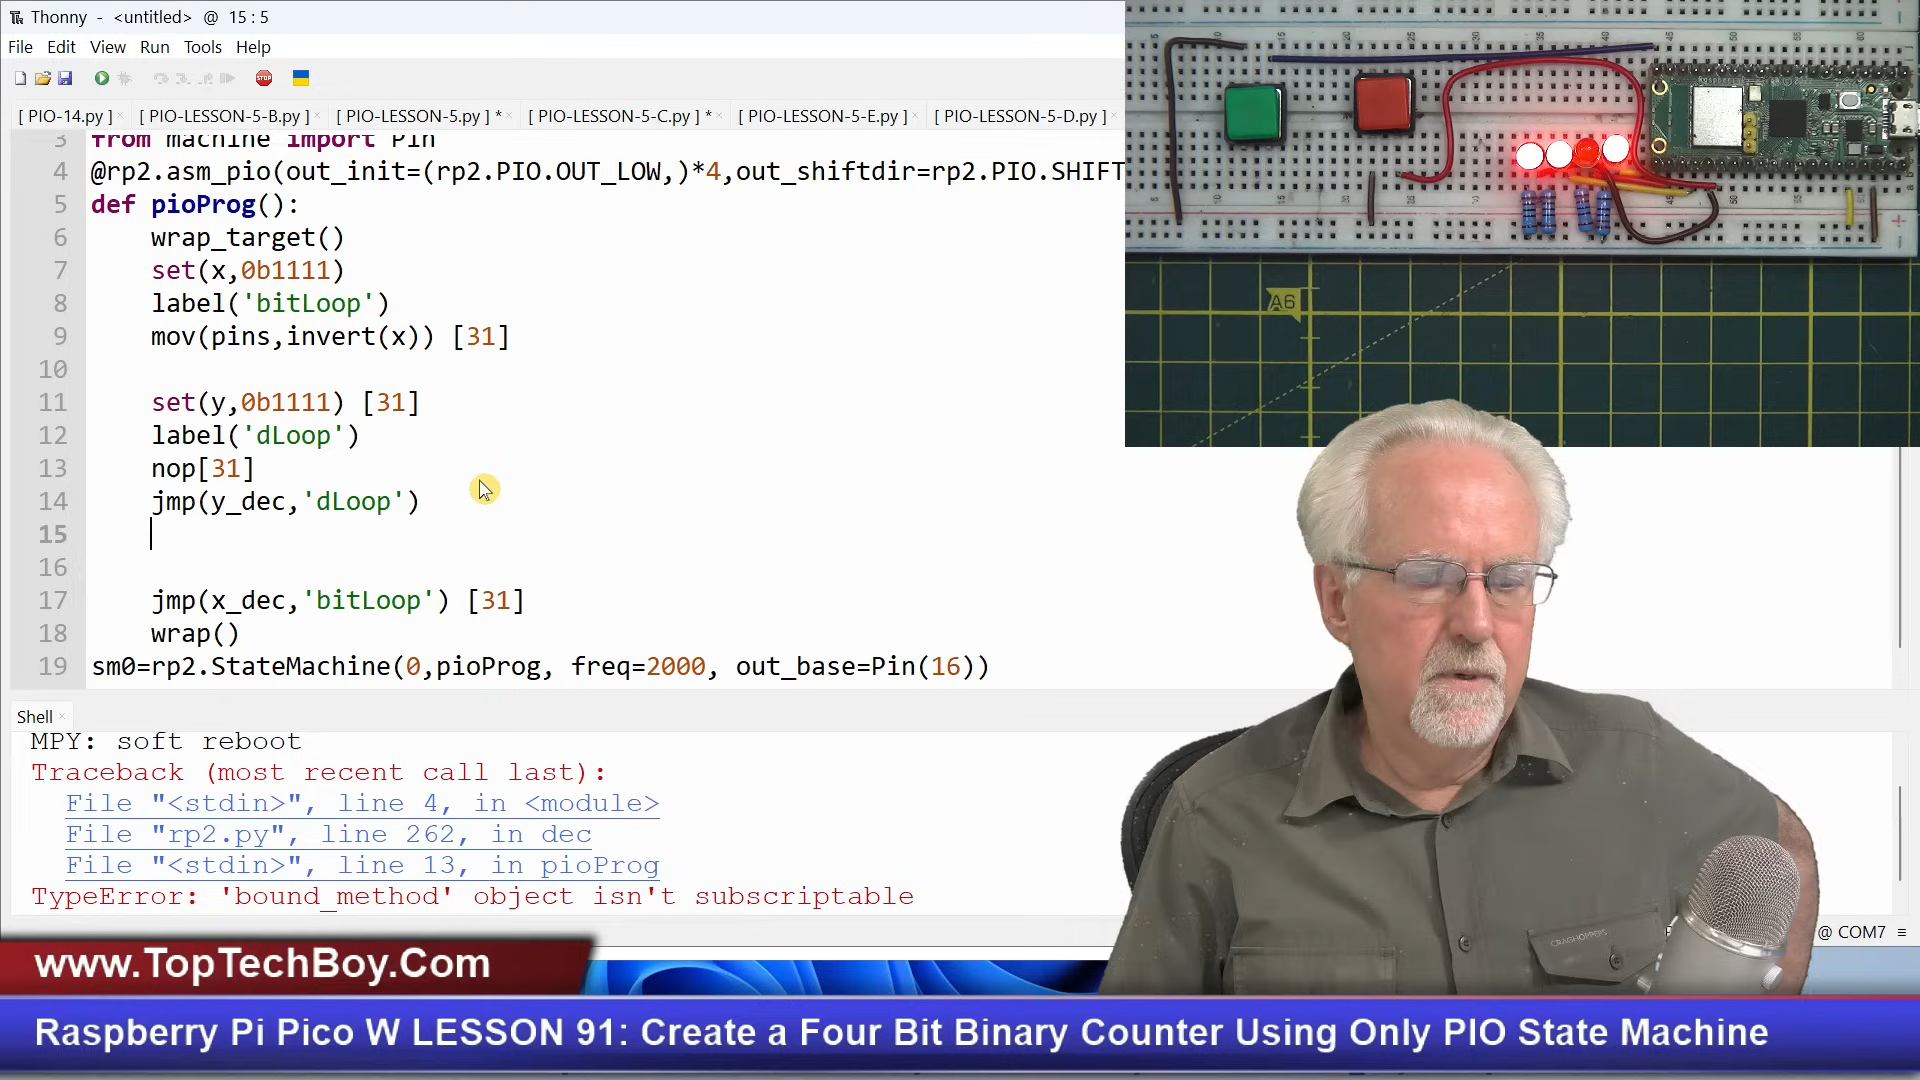 Thonny - <untitled> @ 15 : 5
File Edit View Run Tools Help
[ PIO-14.py ] [ PIO-LESSON-5-B.py ] [ PIO-LESSON-5.py ] * [ PIO-LESSON-5-C.py ] * [ PIO-LESSON-5-E.py ] [ PIO-LESSON-5-D.py ]
3 from machine import Pin
4 @rp2.asm_pio(out_init=(rp2.PIO.OUT_LOW,)*4,out_shiftdir=rp2.PIO.SHIFT
5 def pioProg():
6 wrap_target()
7 set(x,0b1111)
8 label('bitLoop')
9 mov(pins,invert(x)) [31]
10
11 set(y,0b1111) [31]
12 label('dLoop')
13 nop[31]
14 jmp(y_dec,'dLoop')
15
16
17 jmp(x_dec,'bitLoop') [31]
18 wrap()
19 sm0=rp2.StateMachine(0,pioProg, freq=2000, out_base=Pin(16))
Shell
MPY: soft reboot
Traceback (most recent call last):
File "<stdin>", line 4, in <module>
File "rp2.py", line 262, in dec
File "<stdin>", line 13, in pioProg
TypeError: 'bound_method' object isn't subscriptable
@ COM7 ≡
A6
CRAGHOPPERS
www.TopTechBoy.Com
Raspberry Pi Pico W LESSON 91: Create a Four Bit Binary Counter Using Only PIO State Machine